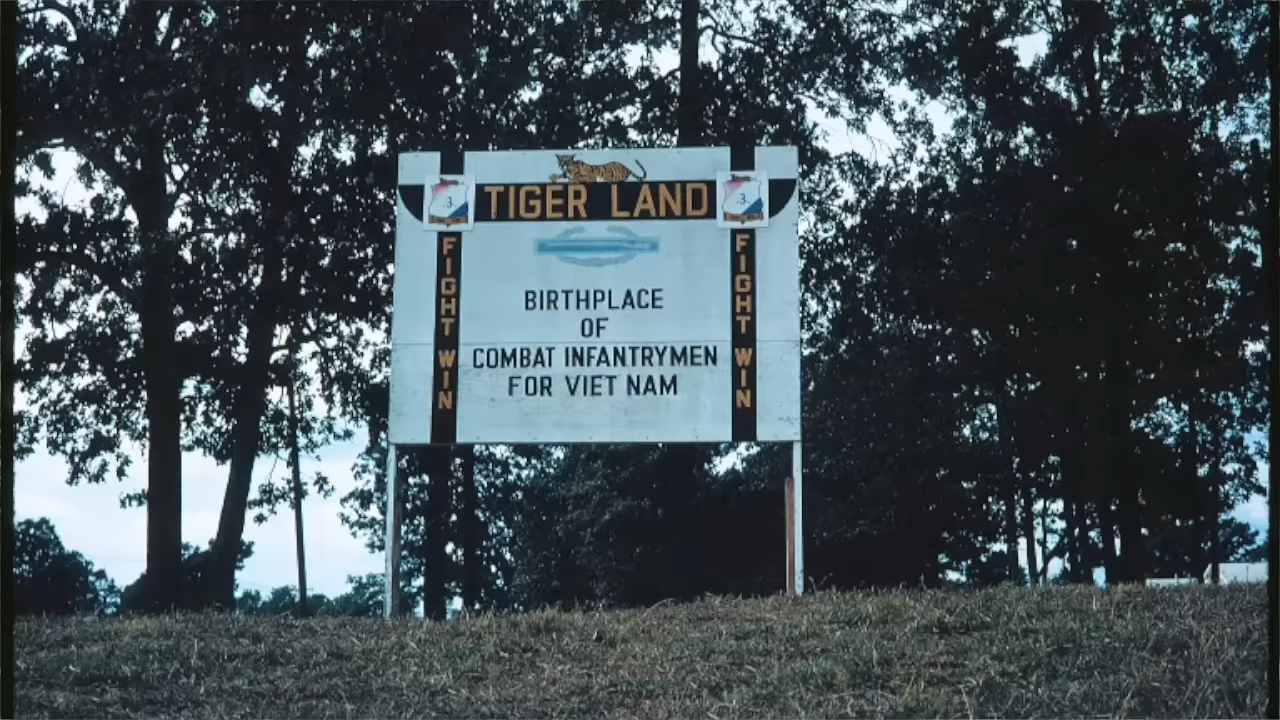 TIGER LAND
3
3
FIGHT WIN
FIGHT WIN
BIRTHPLACE
OF
COMBAT INFANTRYMEN
FOR VIET NAM